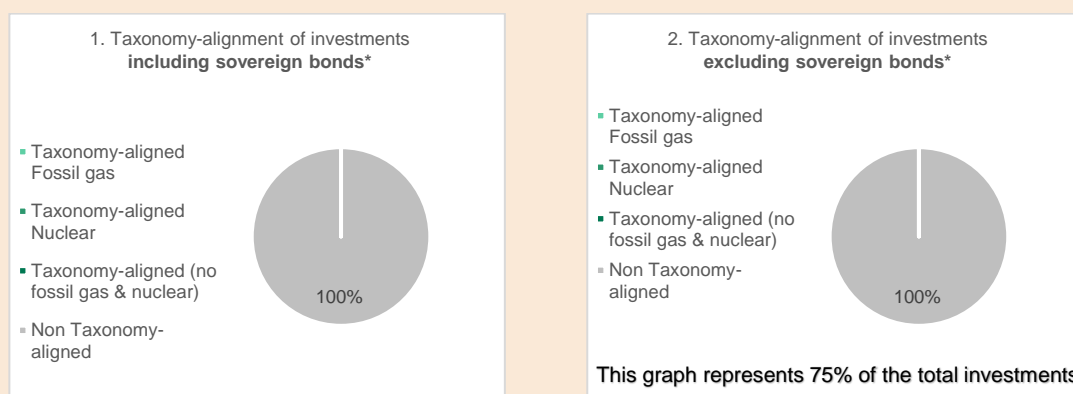 1. Taxonomy-alignment of investments
including sovereign bonds*
Taxonomy-aligned
Fossil gas
Taxonomy-aligned
Nuclear
Taxonomy-aligned (no
fossil gas & nuclear)
Non Taxonomy-
aligned
100%
2. Taxonomy-alignment of investments
excluding sovereign bonds*
Taxonomy-aligned
Fossil gas
Taxonomy-aligned
Nuclear
Taxonomy-aligned (no
fossil gas & nuclear)
Non Taxonomy-
aligned
100%
This graph represents 75% of the total investments